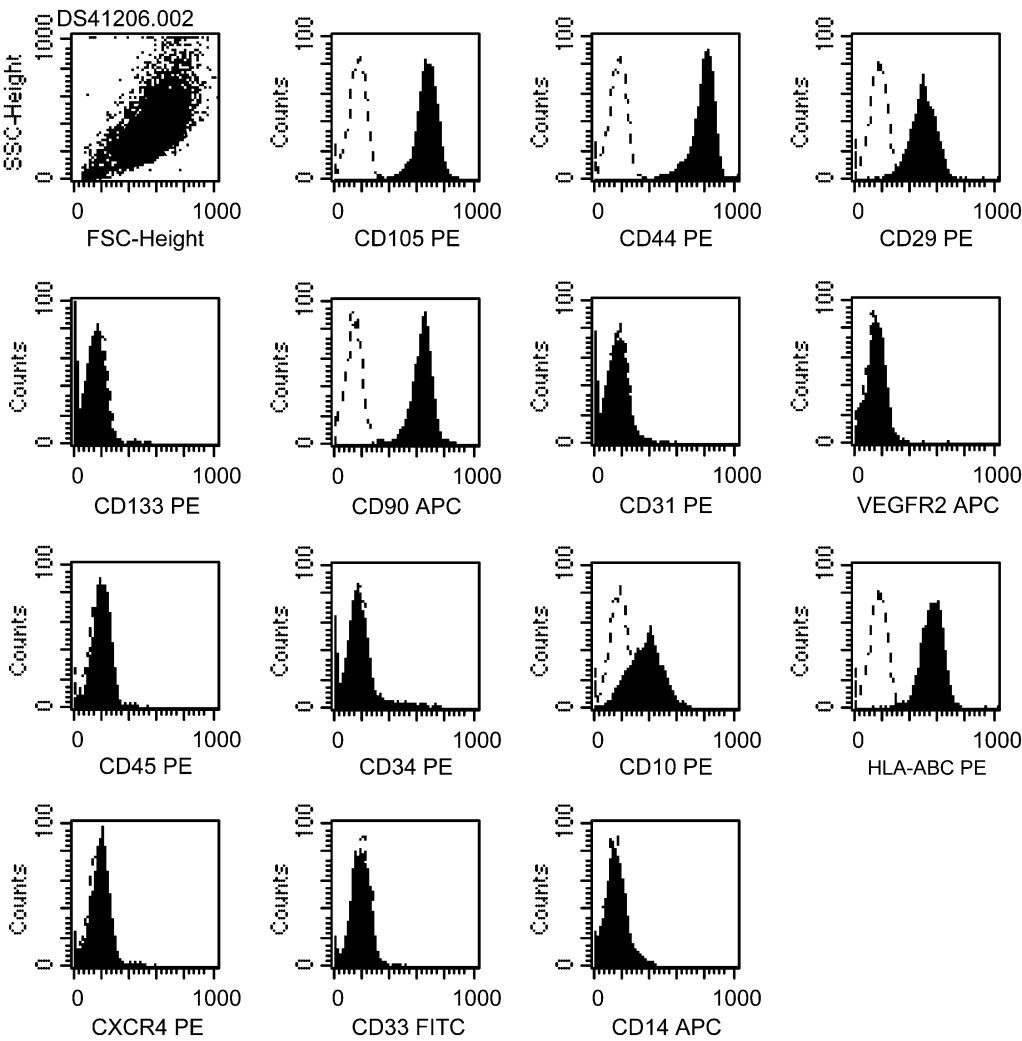 DS41206.002
1000
SSC-Height
0
0 1000
FSC-Height
100
Counts
0
0 1000
CD105 PE
100
Counts
0
0 1000
CD44 PE
100
Counts
0
0 1000
CD29 PE
100
Counts
0
0 1000
CD133 PE
100
Counts
0
0 1000
CD90 APC
100
Counts
0
0 1000
CD31 PE
100
Counts
0
0 1000
VEGFR2 APC
100
Counts
0
0 1000
CD45 PE
100
Counts
0
0 1000
CD34 PE
100
Counts
0
0 1000
CD10 PE
100
Counts
0
0 1000
HLA-ABC PE
100
Counts
0
0 1000
CXCR4 PE
100
Counts
0
0 1000
CD33 FITC
100
Counts
0
0 1000
CD14 APC